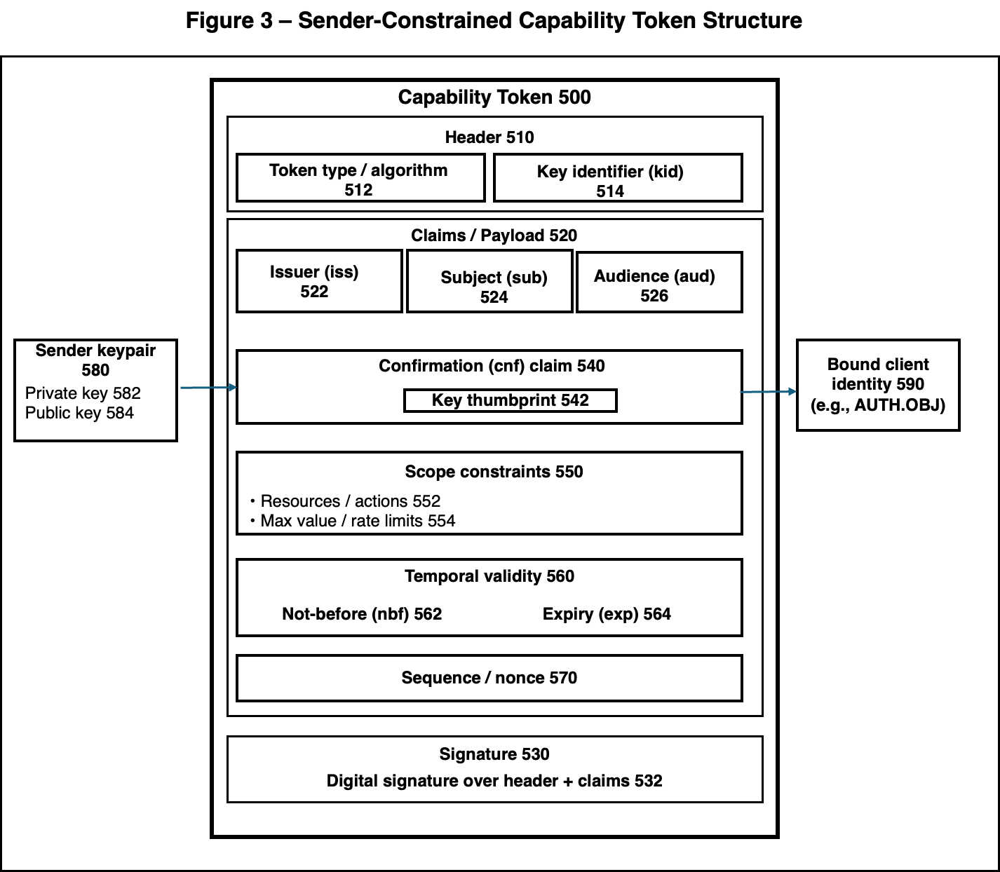 Figure 3 – Sender-Constrained Capability Token Structure
Capability Token 500
Header 510
Token type / algorithm
512
Key identifier (kid)
514
Claims / Payload 520
Issuer (iss)
522
Subject (sub)
524
Audience (aud)
526
Sender keypair
580
Private key 582
Public key 584
Confirmation (cnf) claim 540
Key thumbprint 542
Bound client
identity 590
(e.g., AUTH.OBJ)
Scope constraints 550
• Resources / actions 552
• Max value / rate limits 554
Temporal validity 560
Not-before (nbf) 562
Expiry (exp) 564
Sequence / nonce 570
Signature 530
Digital signature over header + claims 532